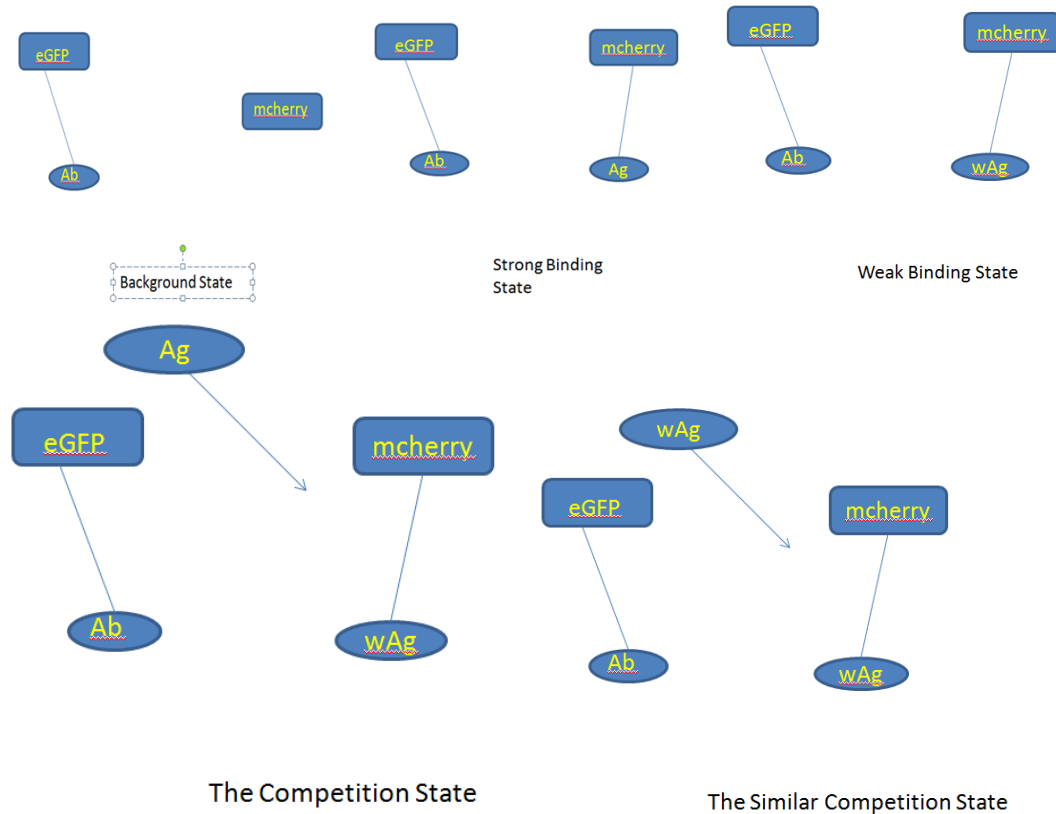 eGFP
mcherry
Ab
eGFP
Ab
mcherry
Ag
eGFP
Ab
mcherry
wAg
Background State
Strong Binding
State
Weak Binding State
Ag
eGFP
mcherry
Ab
wAg
wAg
eGFP
mcherry
Ab
wAg
The Competition State
The Similar Competition State